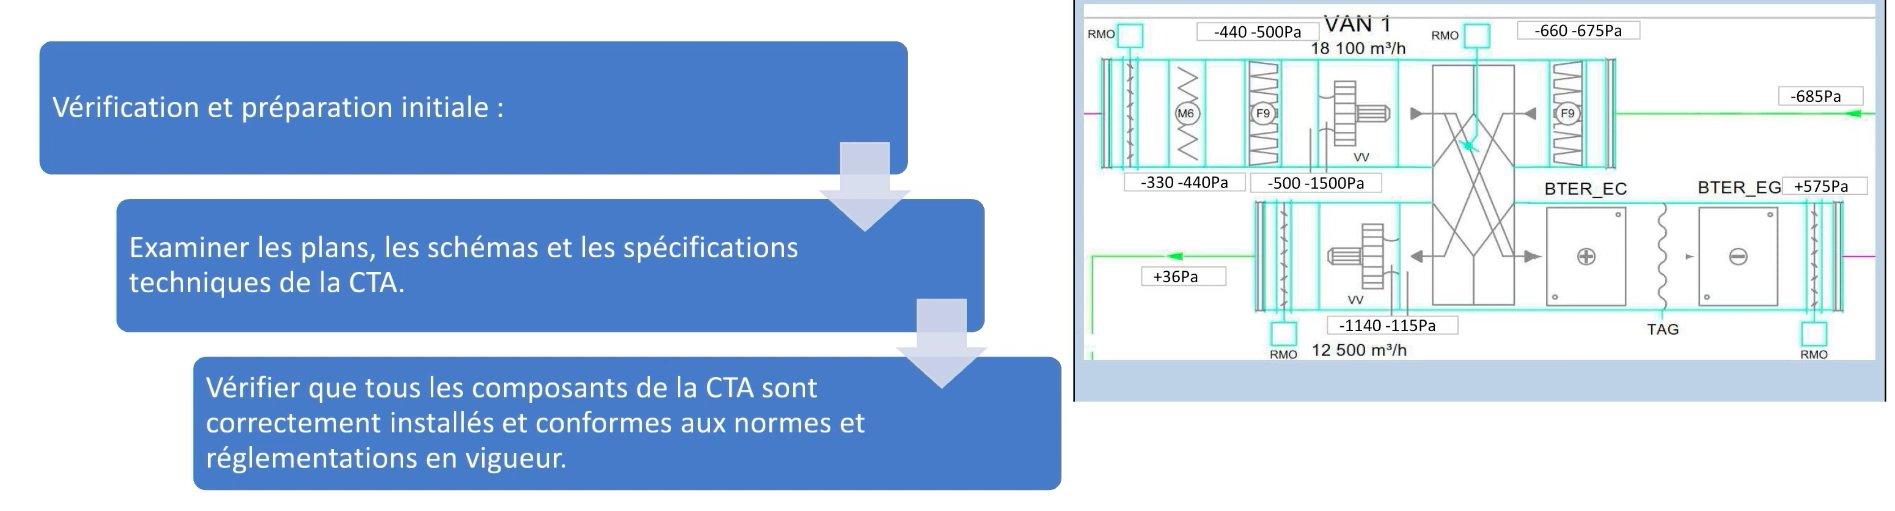 Vérification et préparation initiale :
Examiner les plans, les schémas et les spécifications
techniques de la CTA.
Vérifier que tous les composants de la CTA sont
correctement installés et conformes aux normes et
réglementations en vigueur.
RMO
-440 -500Pa
VAN 1
18 100 m³/h
RMO
-660 -675Pa
-685Pa
M6
F9
F9
VV
-330 -440Pa
-500 -1500Pa
BTER_EC
BTER_EG
+575Pa
+36Pa
VV
-1140 -115Pa
TAG
RMO
12 500 m³/h
RMO